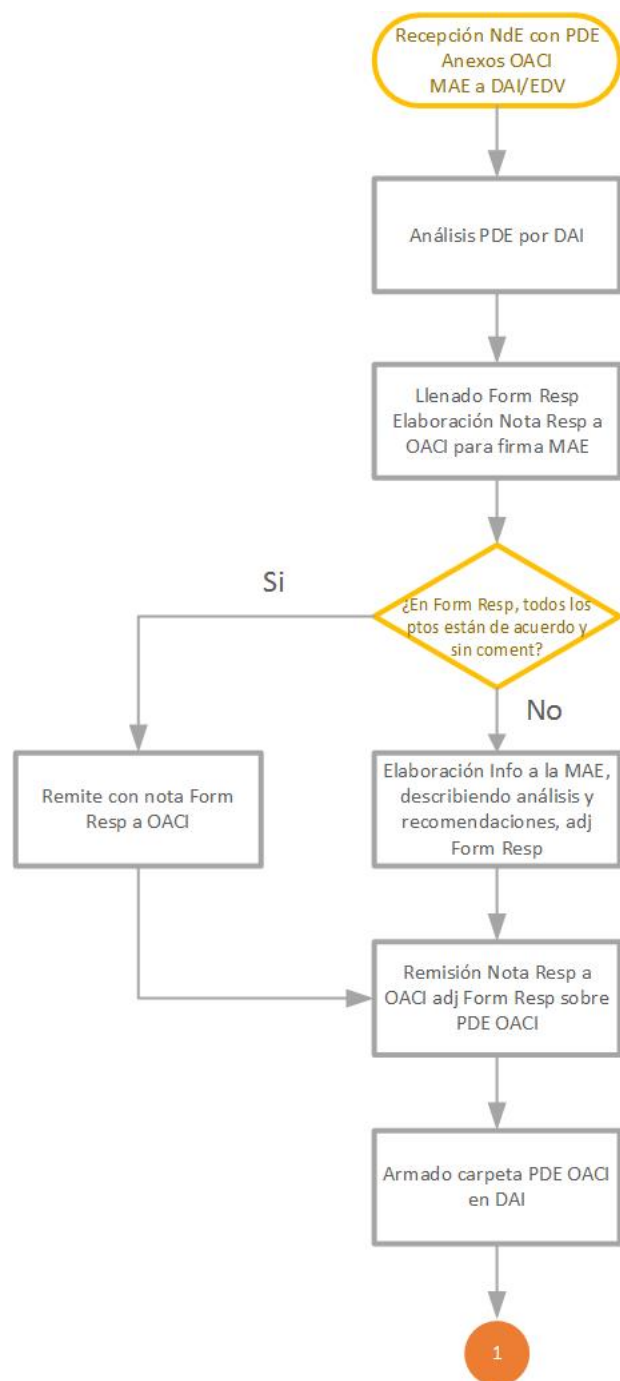 Recepción NdE con PDE
Anexos OACI
MAE a DAI/EDV
Análisis PDE por DAI
Llenado Form Resp
Elaboración Nota Resp a
OACI para firma MAE
Si
¿En Form Resp, todos los
ptos están de acuerdo y
sin coment?
No
Remite con nota Form
Resp a OACI
Elaboración Info a la MAE,
describiendo análisis y
recomendaciones, adj
Form Resp
Remisión Nota Resp a
OACI adj Form Resp sobre
PDE OACI
Armado carpeta PDE OACI
en DAI
1